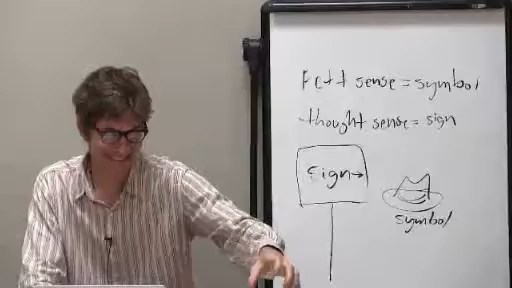 Felt sense = symbol
thought sense = sign
sign→
symbol